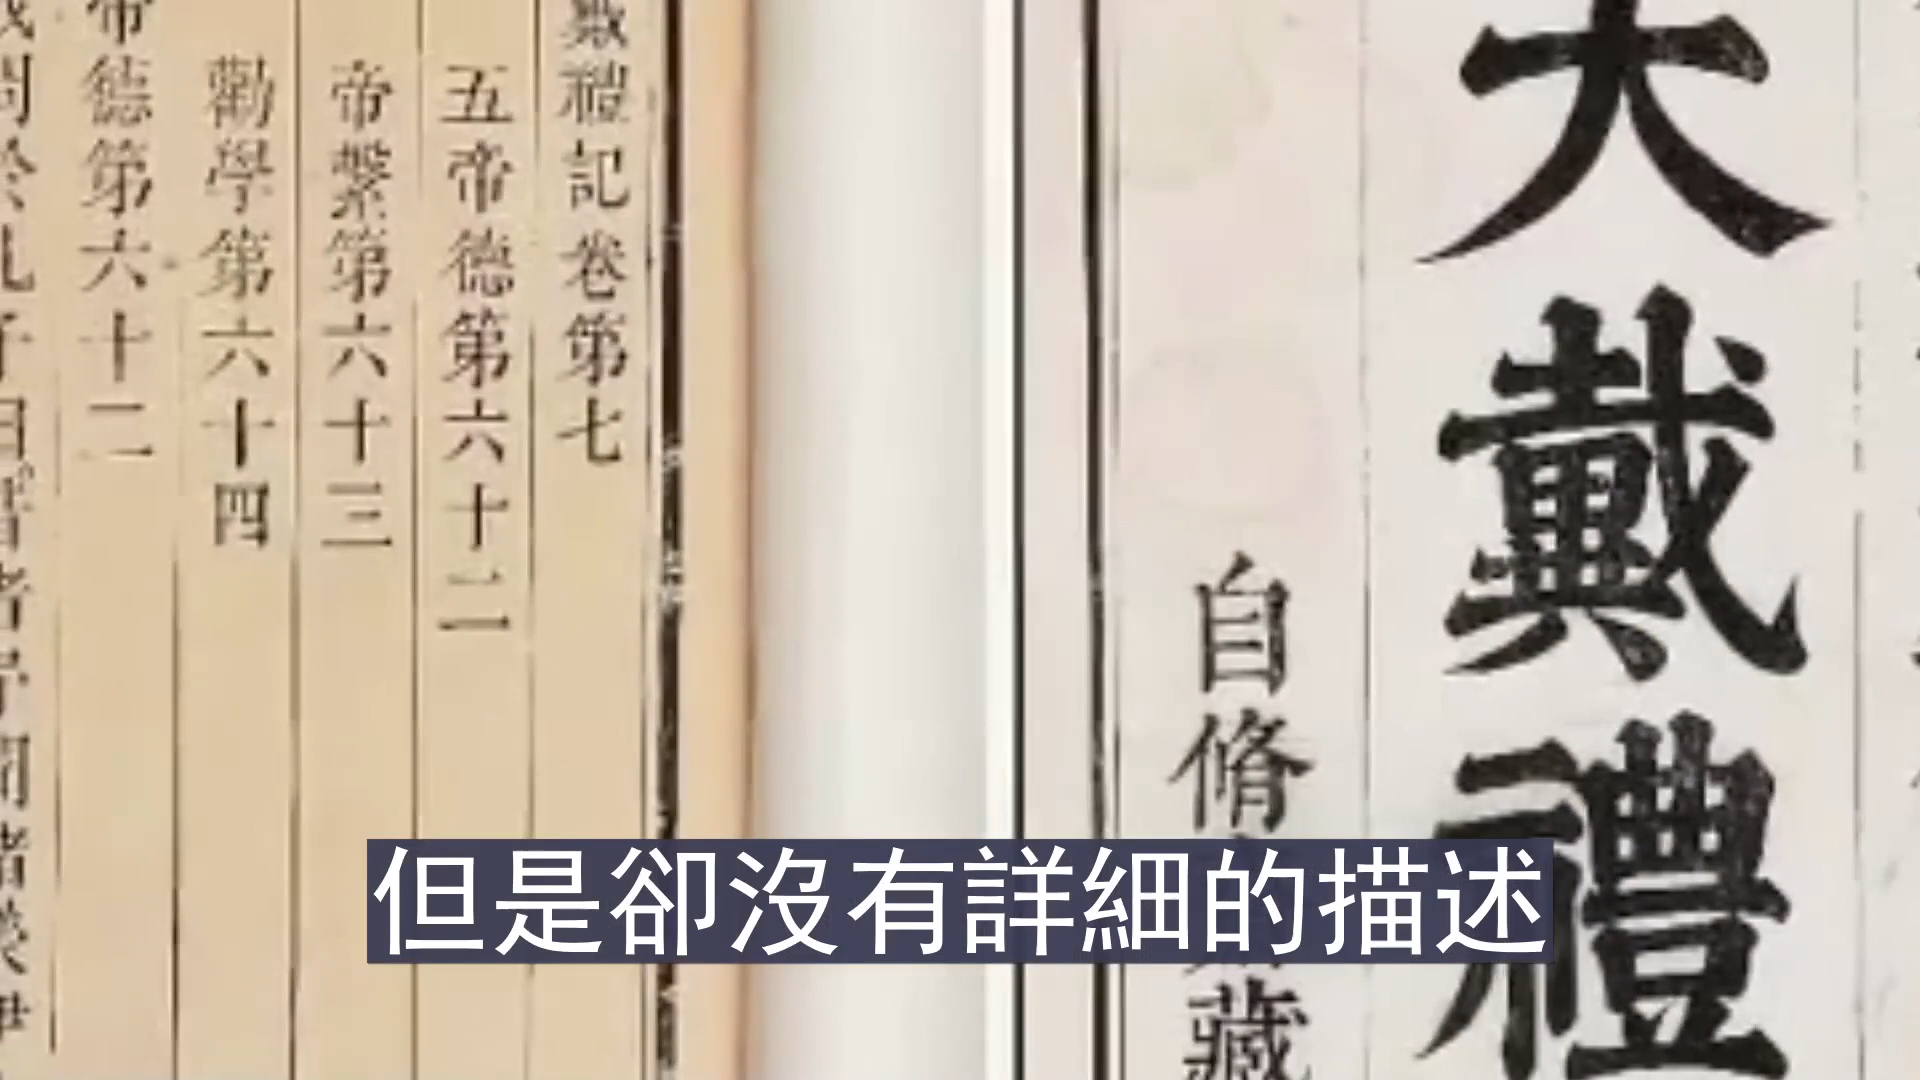 大戴禮
自脩
藏
戴禮記卷第七
五帝德第六十二
帝繫第六十三
勸學第六十四
帝德第六十二
但是卻沒有詳細的描述